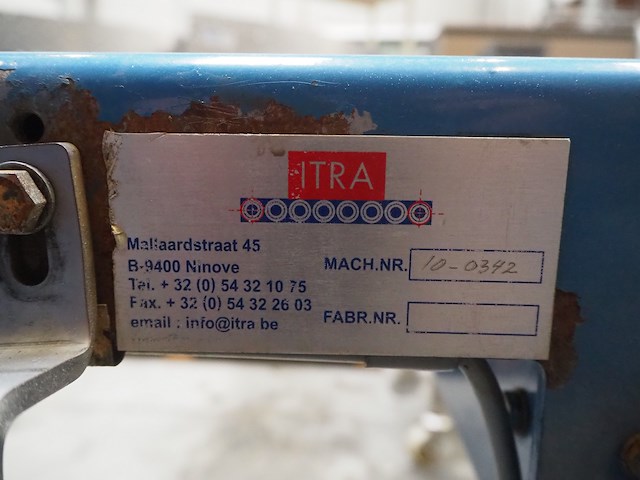 ITRA
Mallaardstraat 45
B-9400 Ninove
Tel. + 32 (0) 54 32 10 75
Fax. + 32 (0) 54 32 26 03
email : info@itra.be
MACH.NR. 10-0342
FABR.NR.